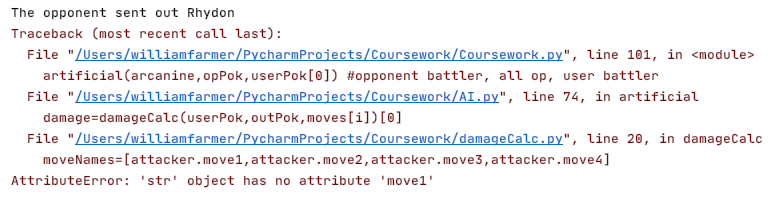 The opponent sent out Rhydon
Traceback (most recent call last):
  File "/Users/williamfarmer/PycharmProjects/Coursework/Coursework.py", line 101, in <module>
    artificial(arcanine,opPok,userPok[0]) #opponent battler, all op, user battler
  File "/Users/williamfarmer/PycharmProjects/Coursework/AI.py", line 74, in artificial
    damage=damageCalc(userPok,outPok,moves[i])[0]
  File "/Users/williamfarmer/PycharmProjects/Coursework/damageCalc.py", line 20, in damageCalc
    moveNames=[attacker.move1,attacker.move2,attacker.move3,attacker.move4]
AttributeError: 'str' object has no attribute 'move1'